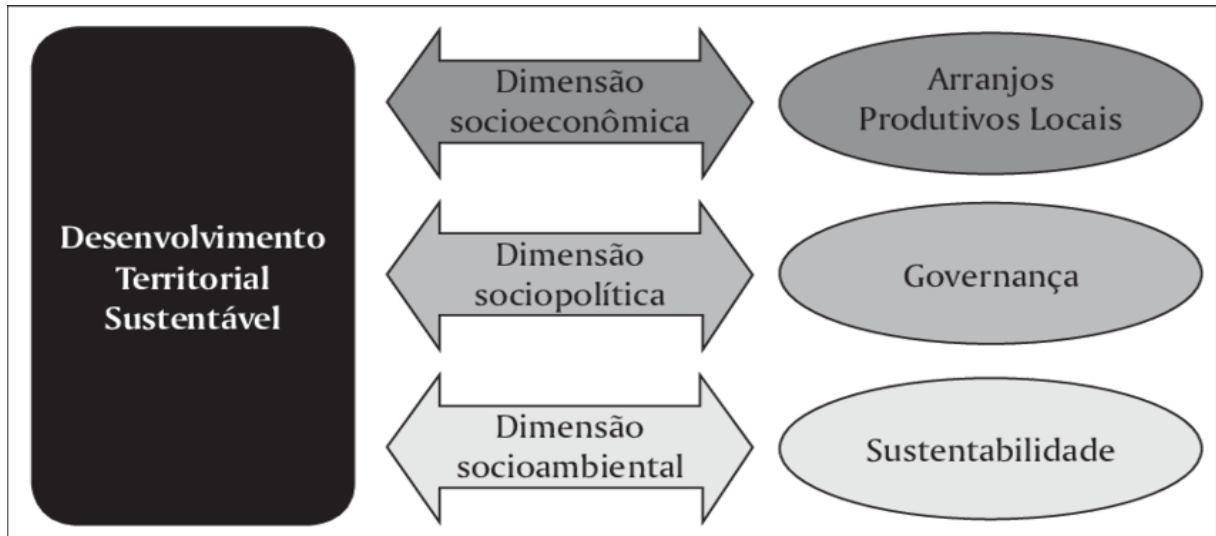 Desenvolvimento
Territorial
Sustentável
Dimensão
socioeconômica
Arranjos
Produtivos Locais
Dimensão
sociopolítica
Governança
Dimensão
socioambiental
Sustentabilidade